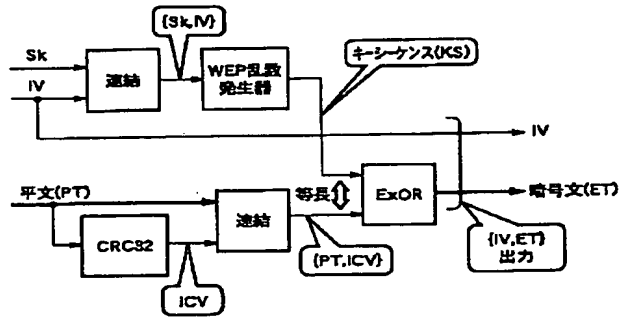 {Sk,IV}
Sk
IV
連結
WEP乱数
発生器
キーシーケンス(KS)
IV
平文(PT)
等長
ExOR
暗号文(ET)
連結
CRC32
{PT,ICV}
{IV,ET}
出力
ICV